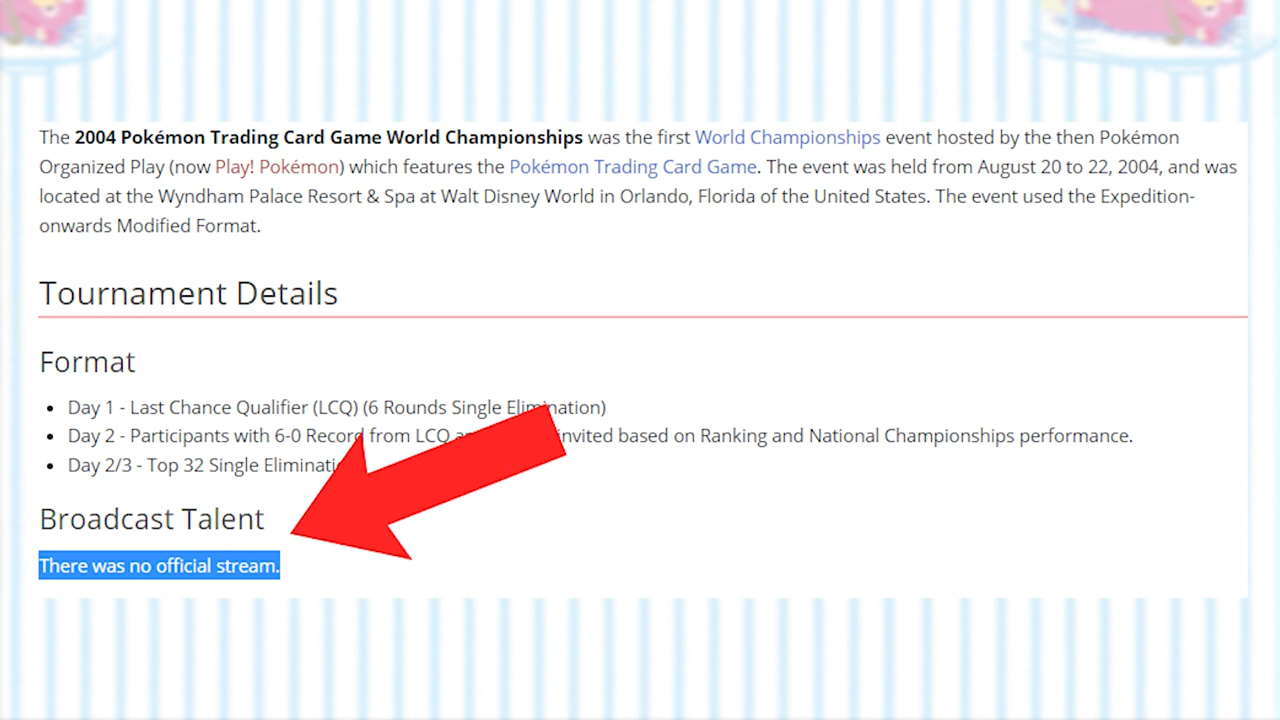 The 2004 Pokémon Trading Card Game World Championships was the first World Championships event hosted by the then Pokémon
Organized Play (now Play! Pokémon) which features the Pokémon Trading Card Game. The event was held from August 20 to 22, 2004, and was
located at the Wyndham Palace Resort & Spa at Walt Disney World in Orlando, Florida of the United States. The event used the Expedition-
onwards Modified Format.
Tournament Details
Format
• Day 1 - Last Chance Qualifier (LCQ) (6 Rounds Single Elimination)
• Day 2 - Participants with 6-0 Record from LCQ invited based on Ranking and National Championships performance.
• Day 2/3 - Top 32 Single Eliminati
Broadcast Talent
There was no official stream.